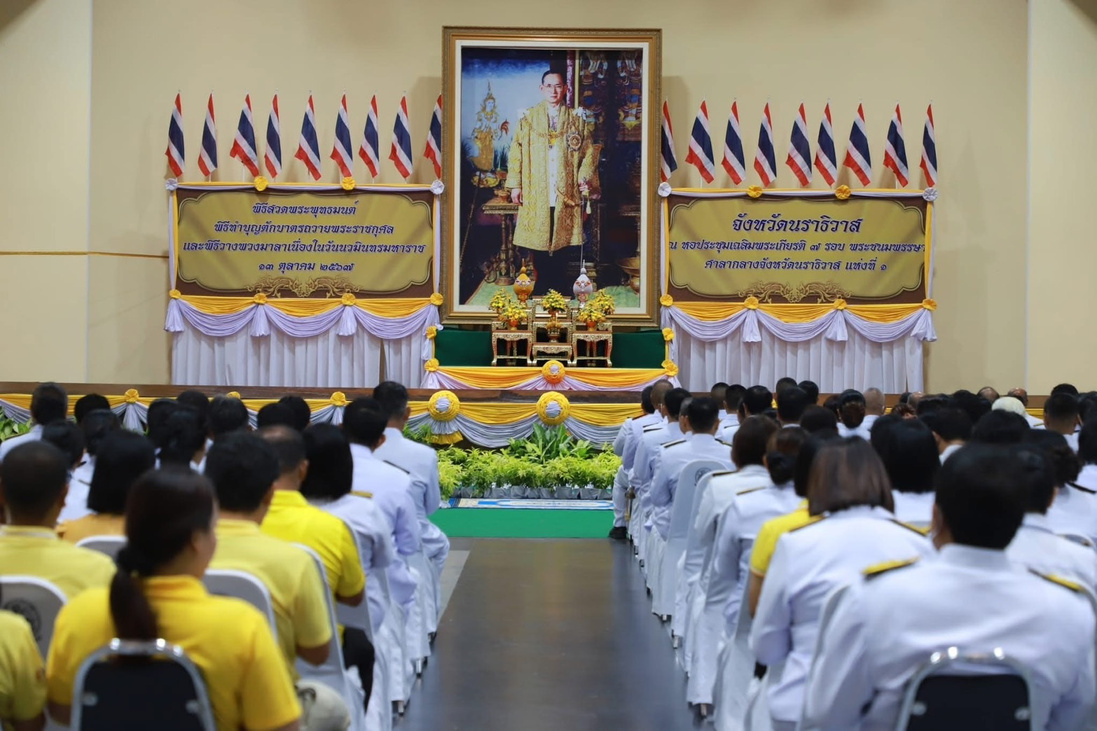 พิธีสวดพระพุทธมนต์
พิธีทำบุญตักบาตรถวายพระราชกุศล
และพิธีวางพวงมาลาเนื่องในวันนวมินทรมหาราช
๑๓ ตุลาคม ๒๕๖๗
จังหวัดนราธิวาส
ณ หอประชุมเฉลิมพระเกียรติ ๗ รอบ พระชนมพรรษา
ศาลากลางจังหวัดนราธิวาส แห่งที่ ๑